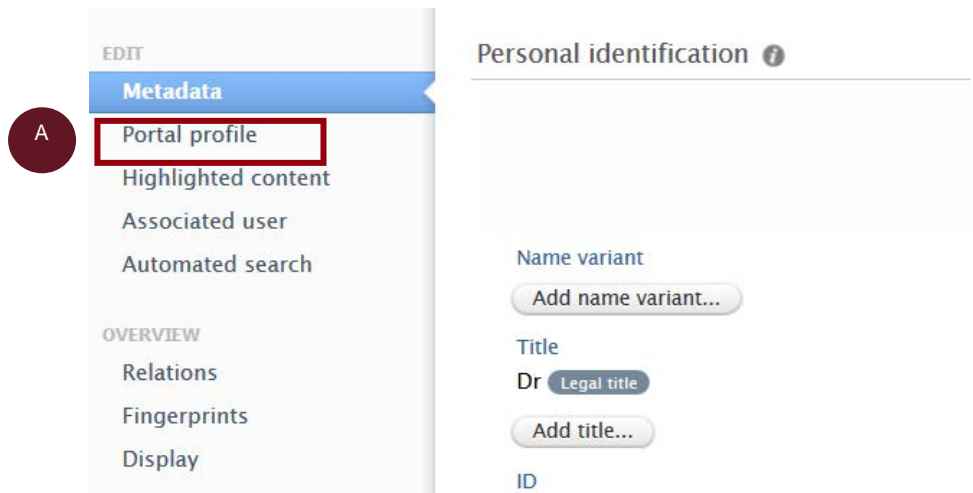 EDIT
Metadata
A
Portal profile
Highlighted content
Associated user
Automated search
OVERVIEW
Relations
Fingerprints
Display
Personal identification
Name variant
Add name variant...
Title
Dr Legal title
Add title...
ID